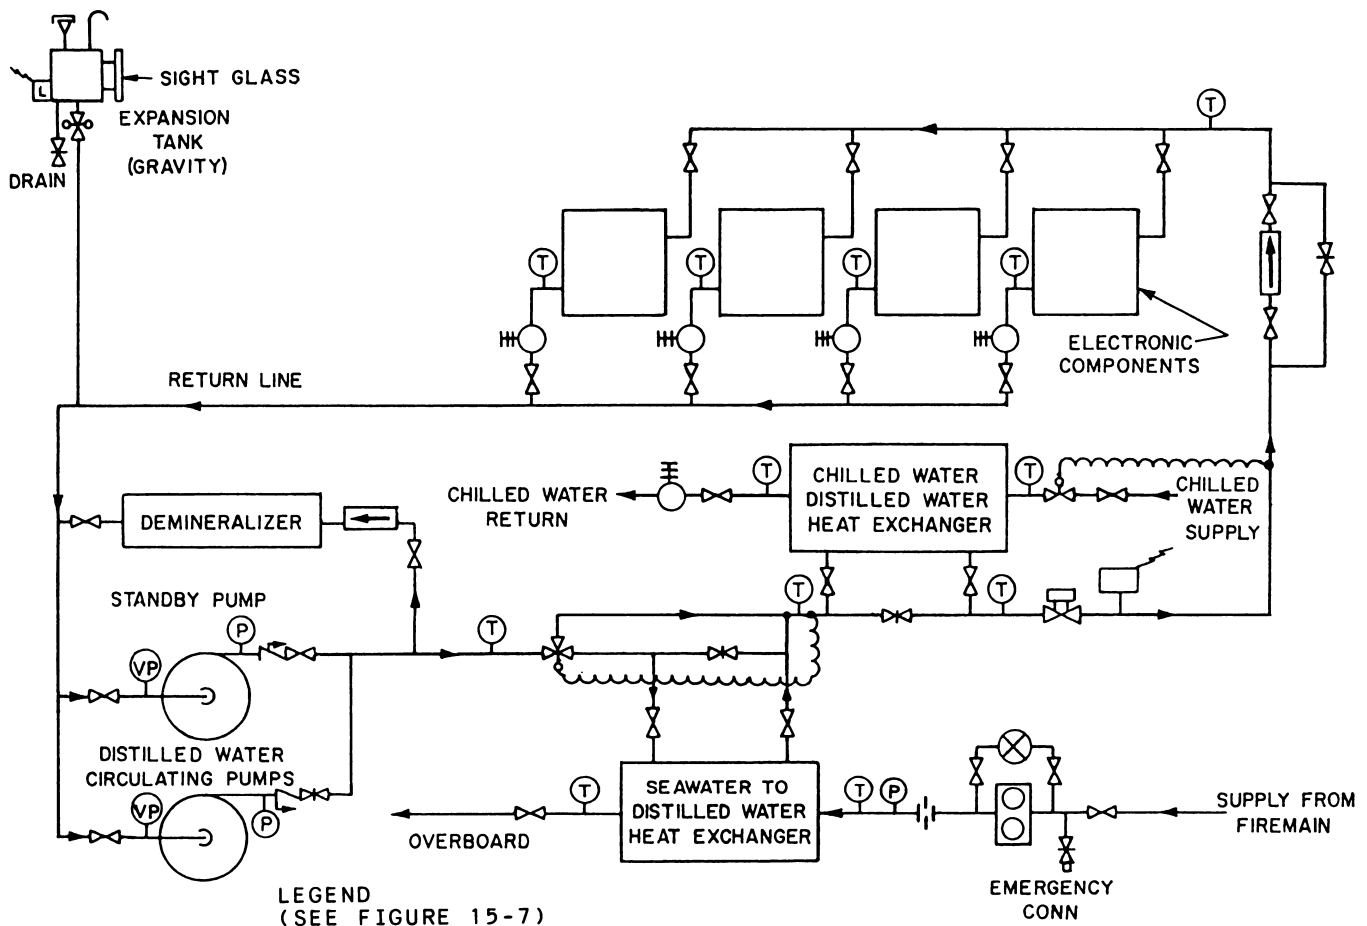 SIGHT GLASS
L
EXPANSION
TANK
(GRAVITY)
DRAIN
T
T
T
T
T
ELECTRONIC
COMPONENTS
RETURN LINE
CHILLED WATER
RETURN
T
CHILLED WATER
DISTILLED WATER
HEAT EXCHANGER
T
CHILLED
WATER
SUPPLY
DEMINERALIZER
STANDBY PUMP
P
VP
T
T
T
DISTILLED WATER
CIRCULATING PUMPS
VP
P
OVERBOARD
T
SEAWATER TO
DISTILLED WATER
HEAT EXCHANGER
T
P
SUPPLY FROM
FIREMAIN
EMERGENCY
CONN
LEGEND
(SEE FIGURE 15-7)